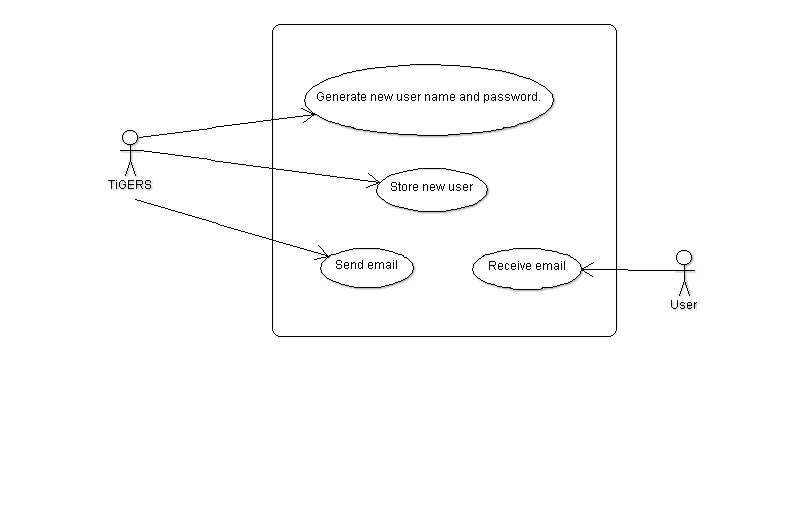 Generate new user name and password.
TiGERS
Store new user
Send email
Receive email
User